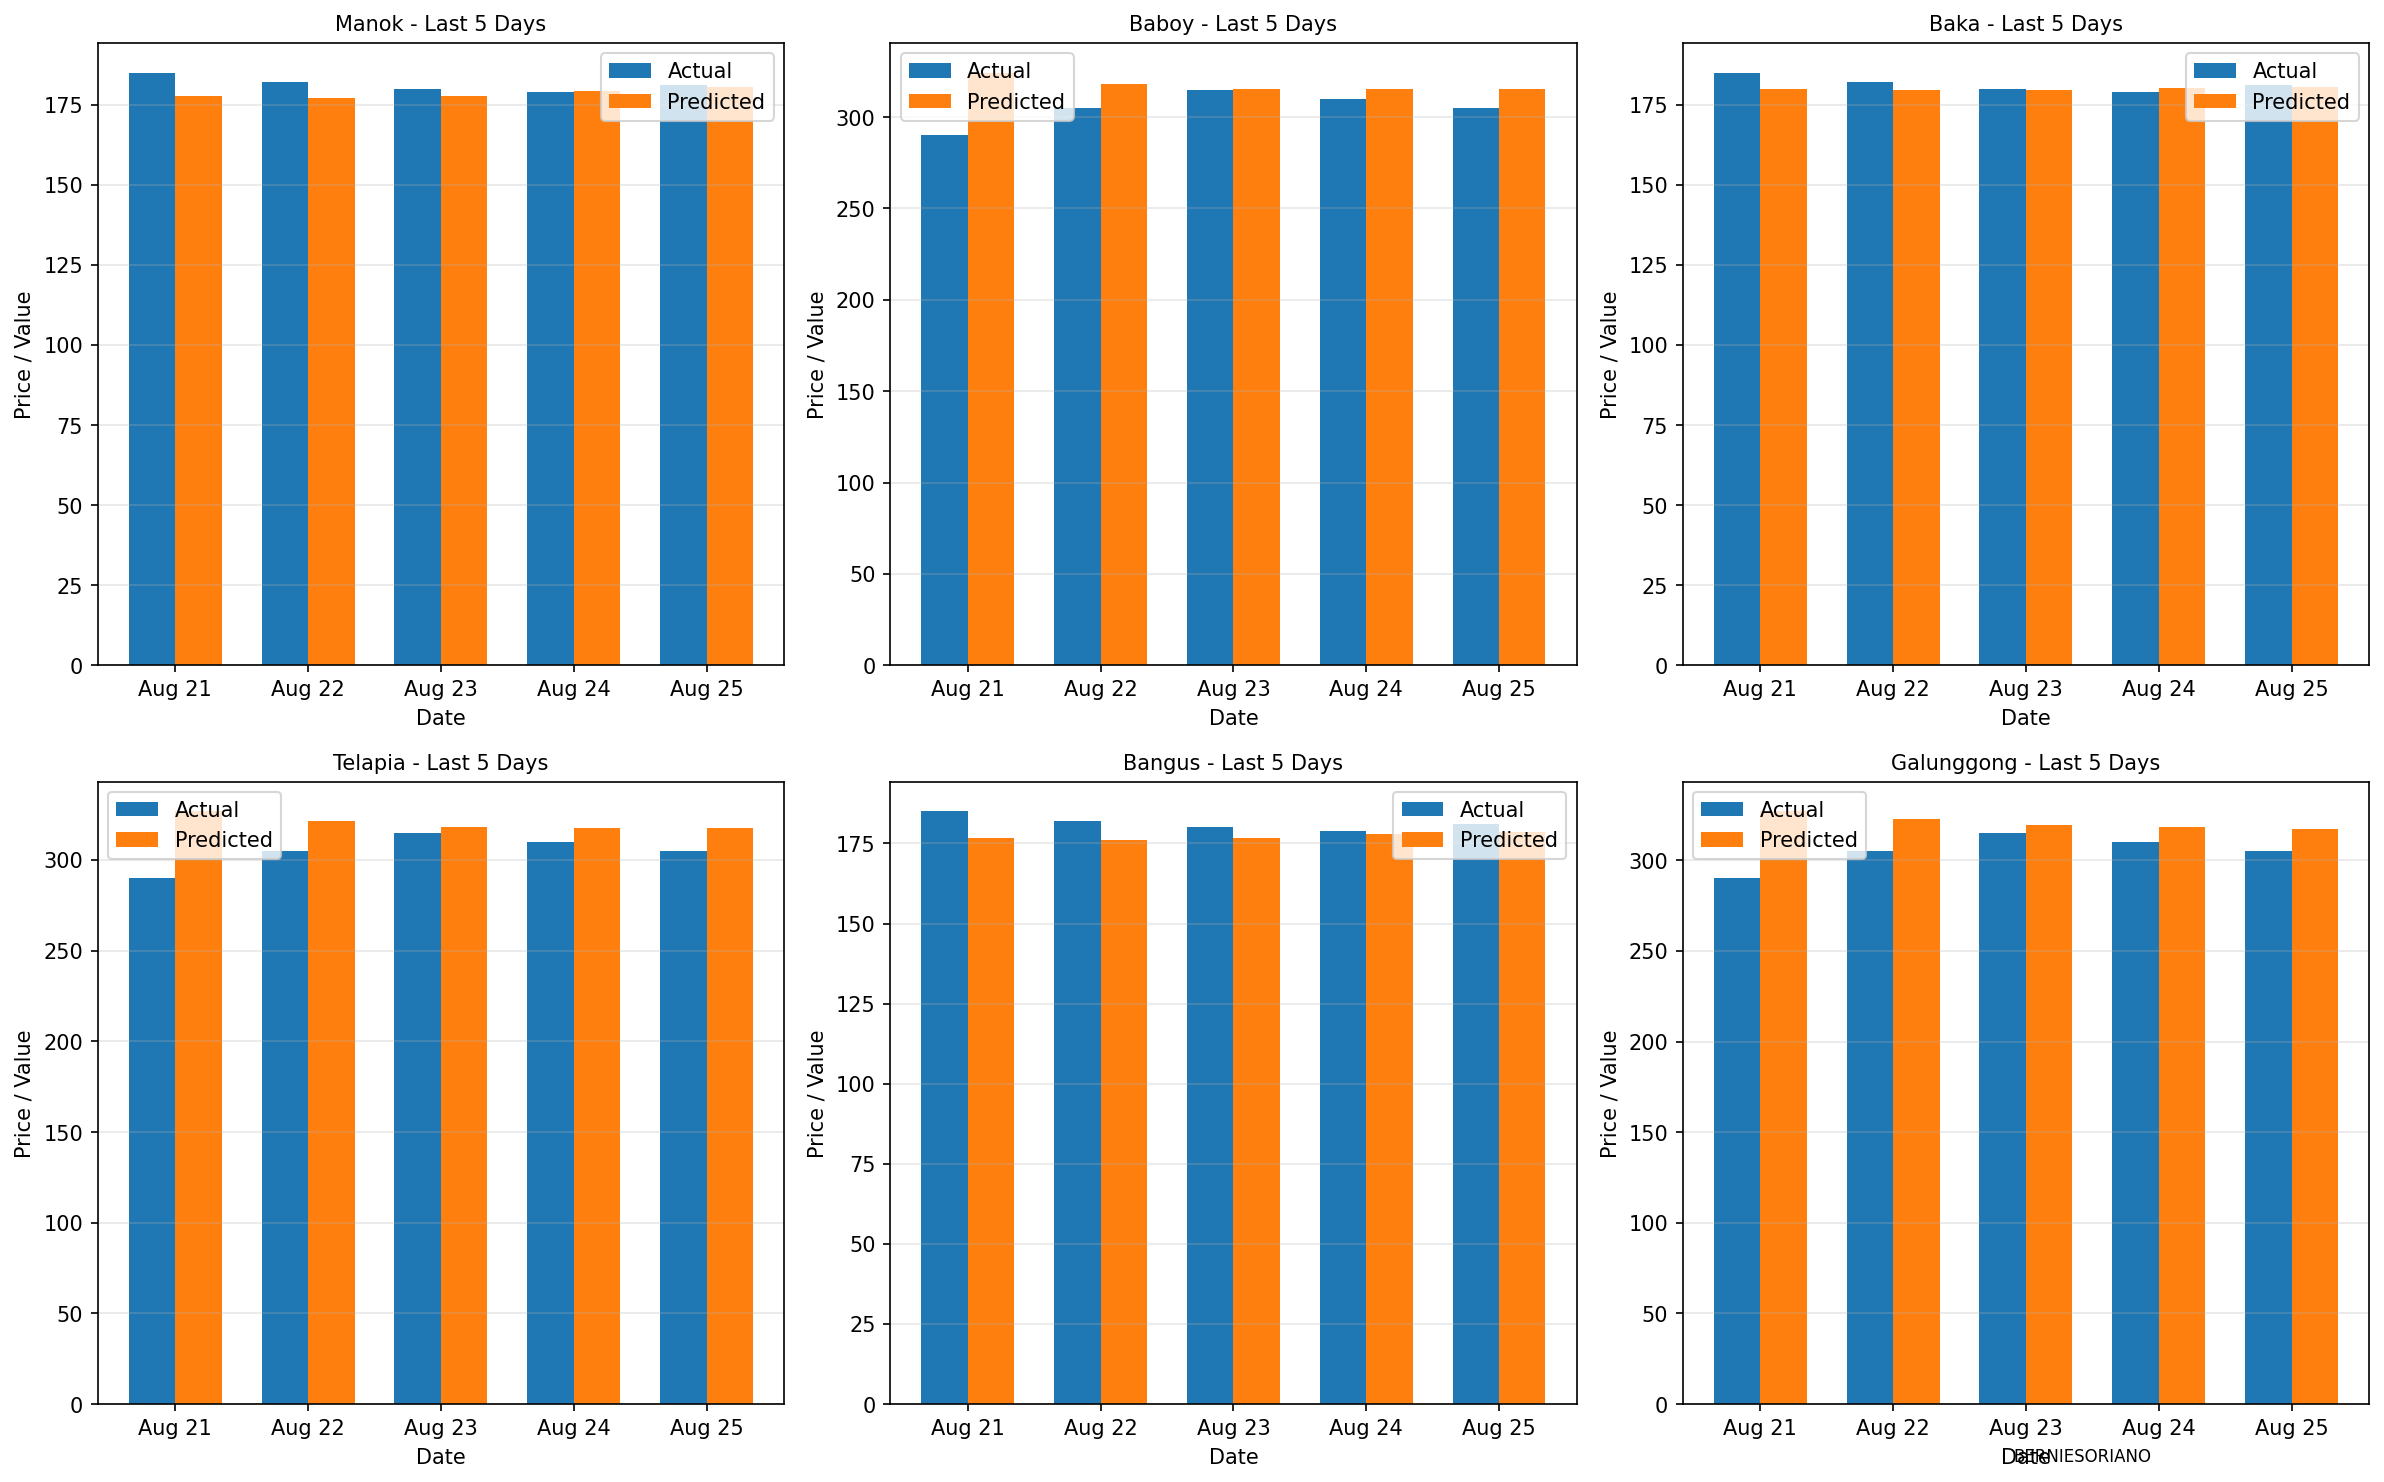 Manok - Last 5 Days
Actual
Predicted
Price / Value
175
150
125
100
75
50
25
0
Aug 21 Aug 22 Aug 23 Aug 24 Aug 25
Date
Baboy - Last 5 Days
Actual
Predicted
Price / Value
300
250
200
150
100
50
0
Aug 21 Aug 22 Aug 23 Aug 24 Aug 25
Date
Baka - Last 5 Days
Actual
Predicted
Price / Value
175
150
125
100
75
50
25
0
Aug 21 Aug 22 Aug 23 Aug 24 Aug 25
Date
Telapia - Last 5 Days
Actual
Predicted
Price / Value
300
250
200
150
100
50
0
Aug 21 Aug 22 Aug 23 Aug 24 Aug 25
Date
Bangus - Last 5 Days
Actual
Predicted
Price / Value
175
150
125
100
75
50
25
0
Aug 21 Aug 22 Aug 23 Aug 24 Aug 25
Date
Galunggong - Last 5 Days
Actual
Predicted
Price / Value
300
250
200
150
100
50
0
Aug 21 Aug 22 Aug 23 Aug 24 Aug 25
Date
BERNIESORIANO